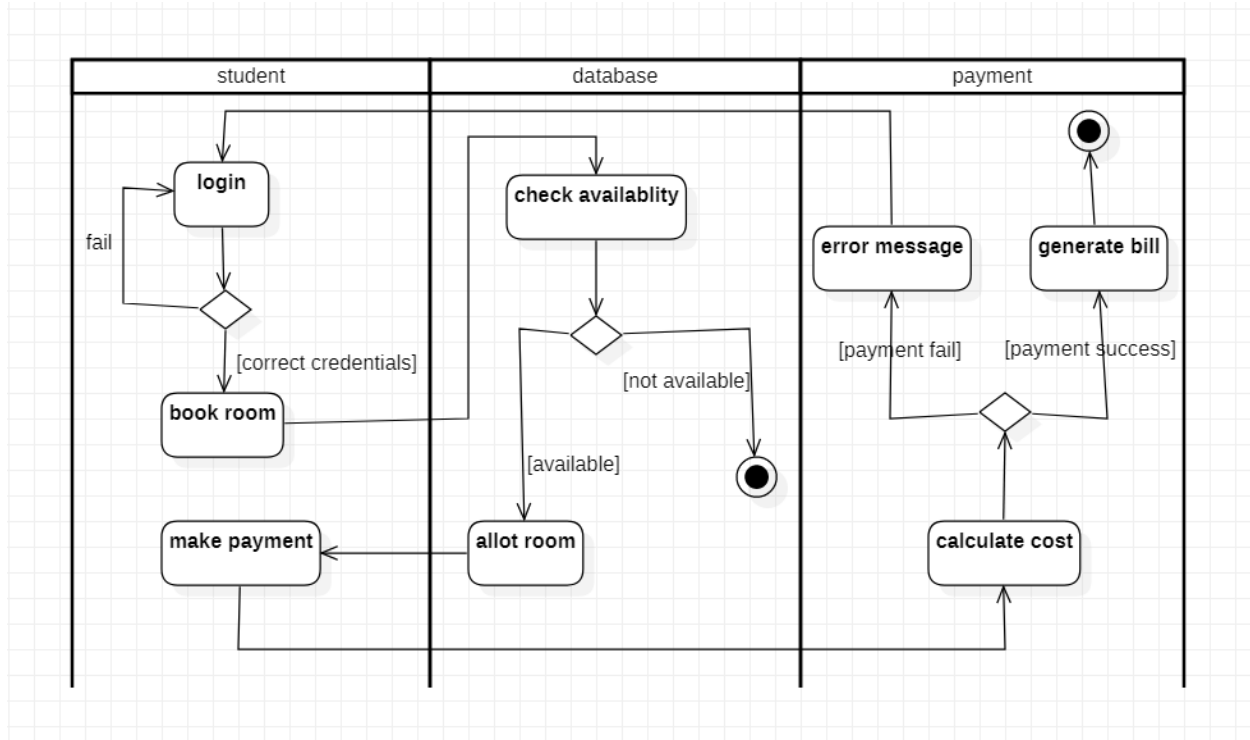 student
database
payment
login
check availablity
fail
error message
generate bill
[correct credentials]
[payment fail]
[payment success]
[not available]
book room
[available]
make payment
allot room
calculate cost